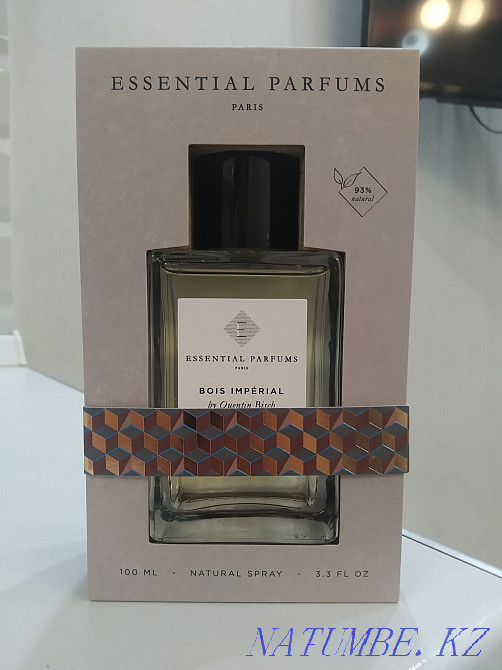 ESSENTIAL PARFUMS
PARIS
93%
natural
E
ESSENTIAL PARFUMS
PARIS
BOIS IMPÉRIAL
by Quentin Bisch
100 ML · NATURAL SPRAY · 3.3 FL OZ
NATUMBE. KZ